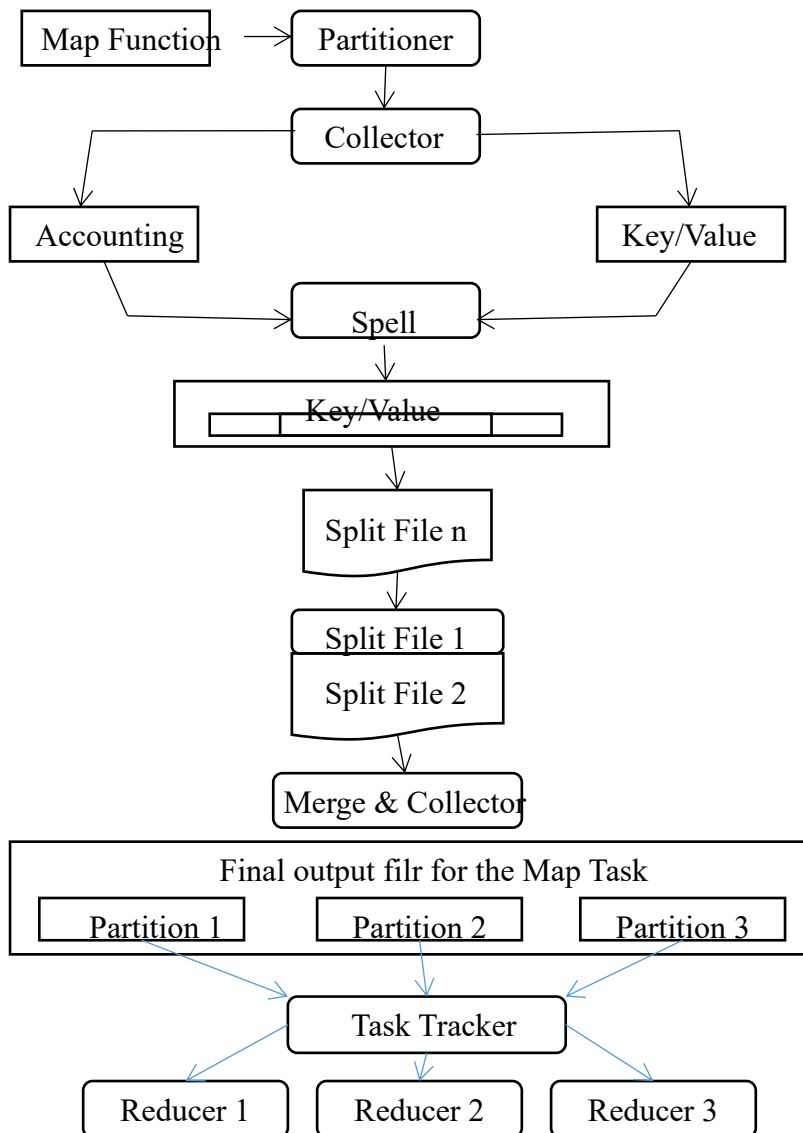 Map Function
Partitioner
Collector
Accounting
Key/Value
Spell
Key/Value
Split File n
Split File 1
Split File 2
Merge & Collector
Final output filr for the Map Task
Partition 1
Partition 2
Partition 3
Task Tracker
Reducer 1
Reducer 2
Reducer 3